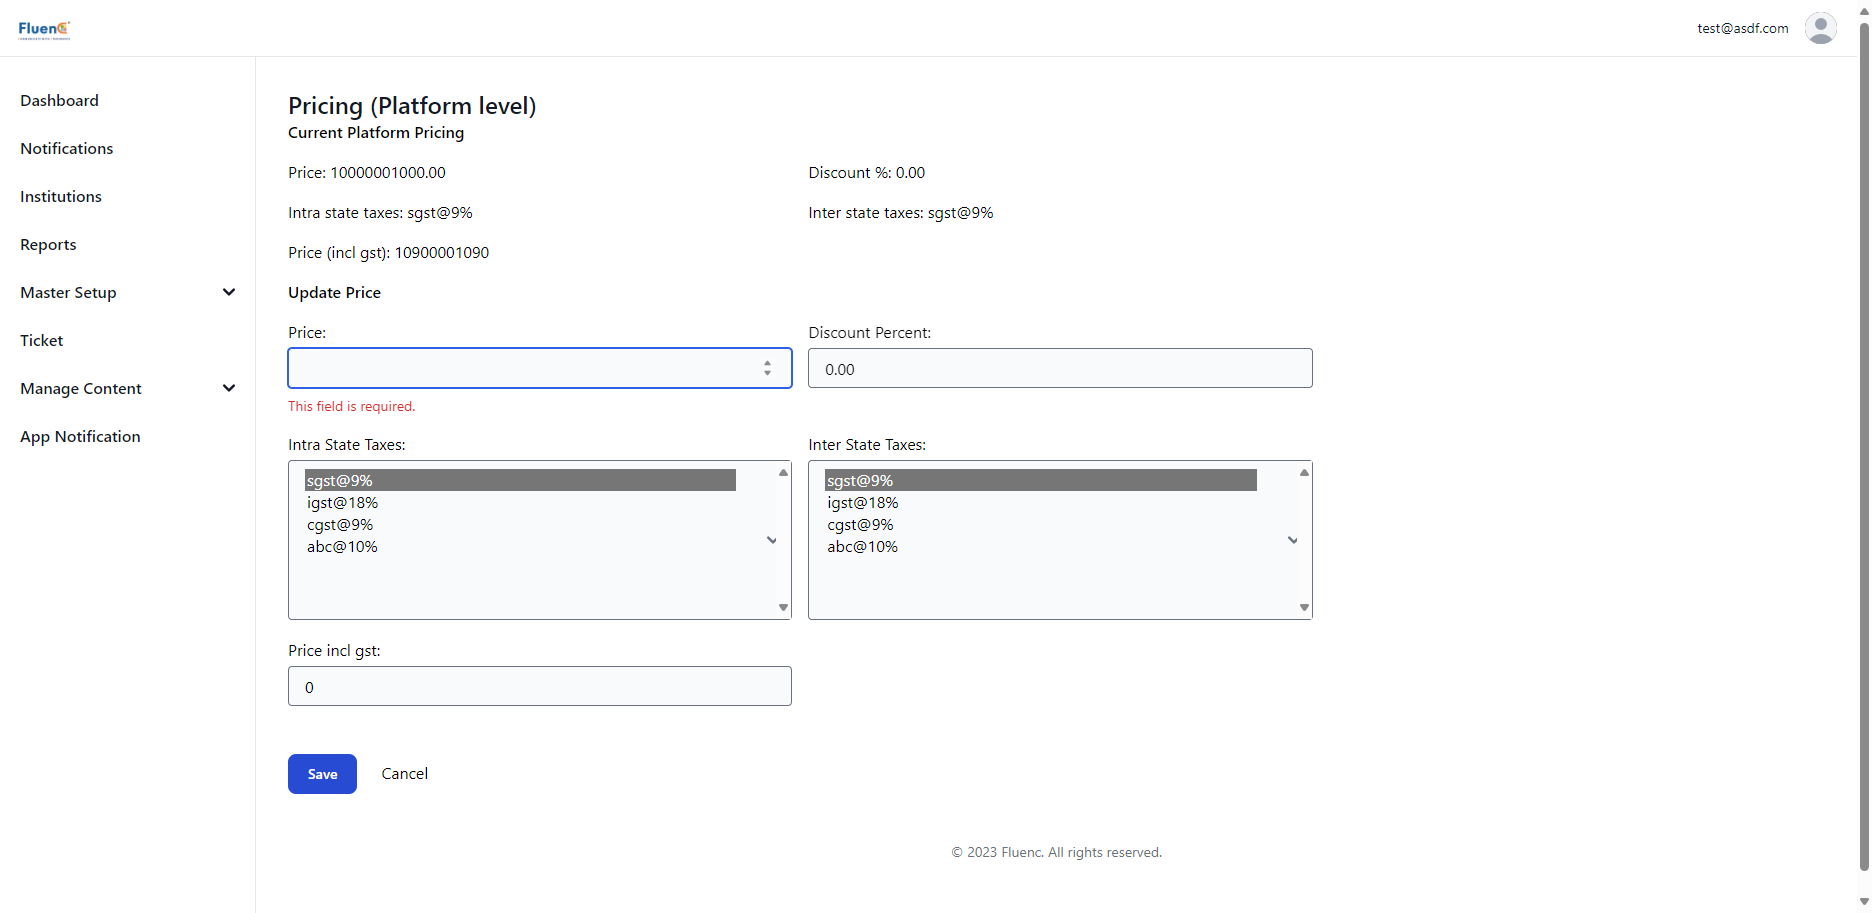 Fluenc
test@asdf.com
Dashboard
Notifications
Institutions
Reports
Master Setup
Ticket
Manage Content
App Notification
Pricing (Platform level)
Current Platform Pricing
Price: 10000001000.00
Discount %: 0.00
Intra state taxes: sgst@9%
Inter state taxes: sgst@9%
Price (incl gst): 10900001090
Update Price
Price:
Discount Percent:
0.00
This field is required.
Intra State Taxes:
sgst@9%
igst@18%
cgst@9%
abc@10%
Inter State Taxes:
sgst@9%
igst@18%
cgst@9%
abc@10%
Price incl gst:
0
Save
Cancel
© 2023 Fluenc. All rights reserved.